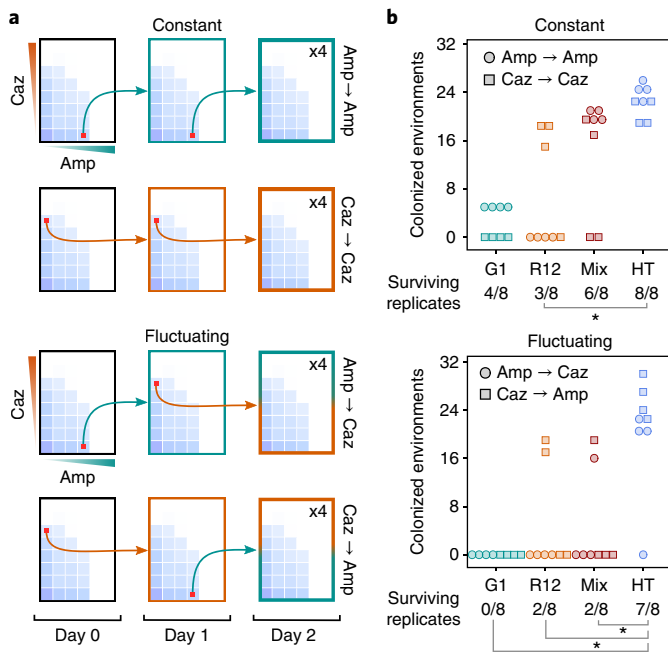 a
Constant
Caz
Amp
x4
Amp → Amp
x4
Caz → Caz
Fluctuating
Caz
Amp
x4
Amp → Caz
x4
Caz → Amp
Day 0
Day 1
Day 2
b
Constant
Colonized environments
32
24
16
8
0
Amp → Amp
Caz → Caz
G1 R12 Mix HT
Surviving
replicates
4/8 3/8 6/8 8/8
*
Fluctuating
Colonized environments
32
24
16
8
0
Amp → Caz
Caz → Amp
G1 R12 Mix HT
Surviving
replicates
0/8 2/8 2/8 7/8
*
*
*